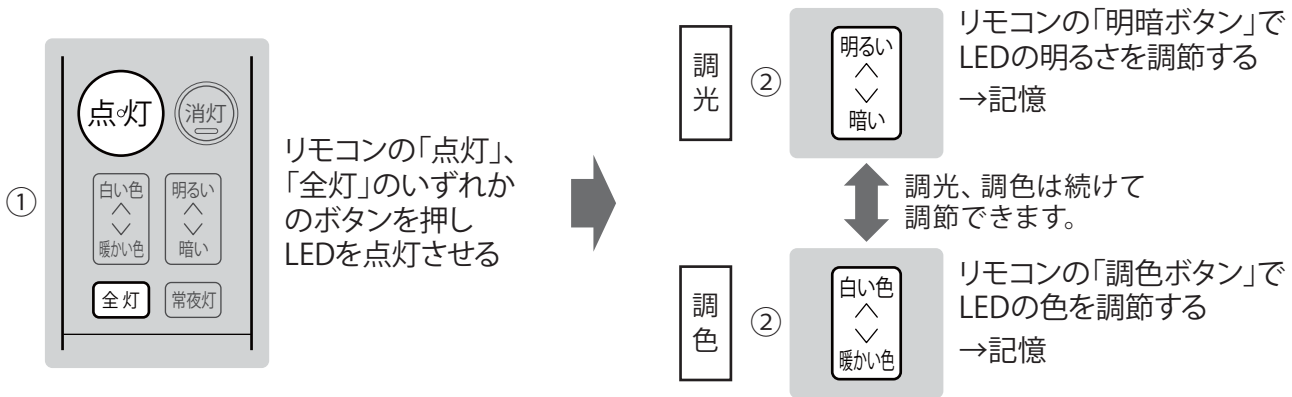 ①
点灯
消灯
白い色
暖かい色
明るい
暗い
全灯
常夜灯
リモコンの「点灯」、
「全灯」のいずれか
のボタンを押し
LEDを点灯させる
調光
②
明るい
暗い
リモコンの「明暗ボタン」で
LEDの明るさを調節する
→記憶
調光、調色は続けて
調節できます。
調色
②
白い色
暖かい色
リモコンの「調色ボタン」で
LEDの色を調節する
→記憶